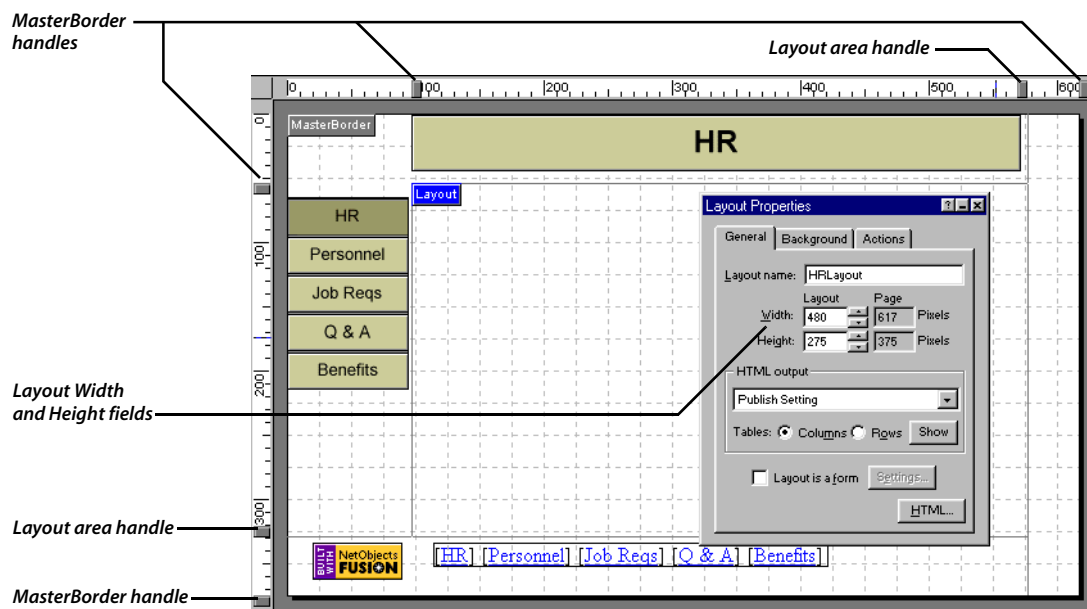 MasterBorder
handles
Layout area handle
0 100 200 300 400 500 600
0
100
200
300
MasterBorder
HR
Layout
HR
Personnel
Job Reqs
Q & A
Benefits
Layout Properties
General Background Actions
Layout name: HRLayout
Layout Page
Width: 480 617 Pixels
Height: 275 375 Pixels
HTML output
Publish Setting
Tables: Columns Rows Show
Layout is a form Settings...
HTML...
Layout Width
and Height fields
Layout area handle
BUILT
WITH
NetObjects
FUSION
[HR] [Personnel] [Job Reqs] [Q & A] [Benefits]
MasterBorder handle